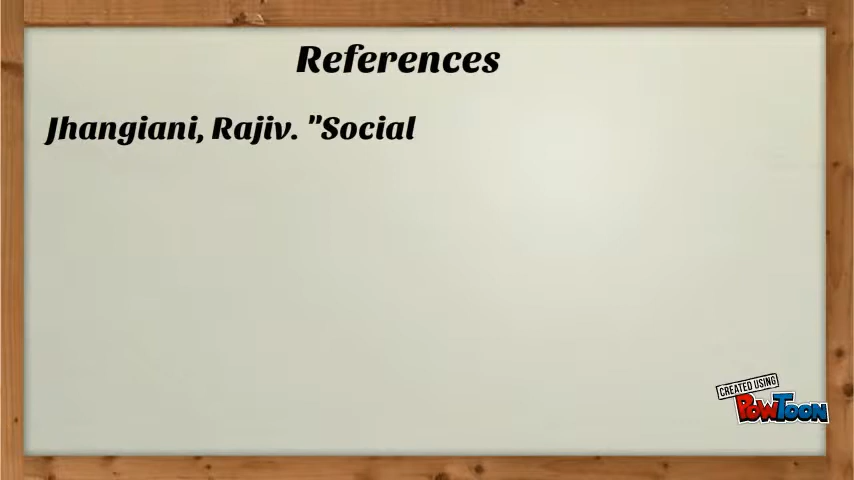 References
Jhangiani, Rajiv. "Social
CREATED USING
POWTOON